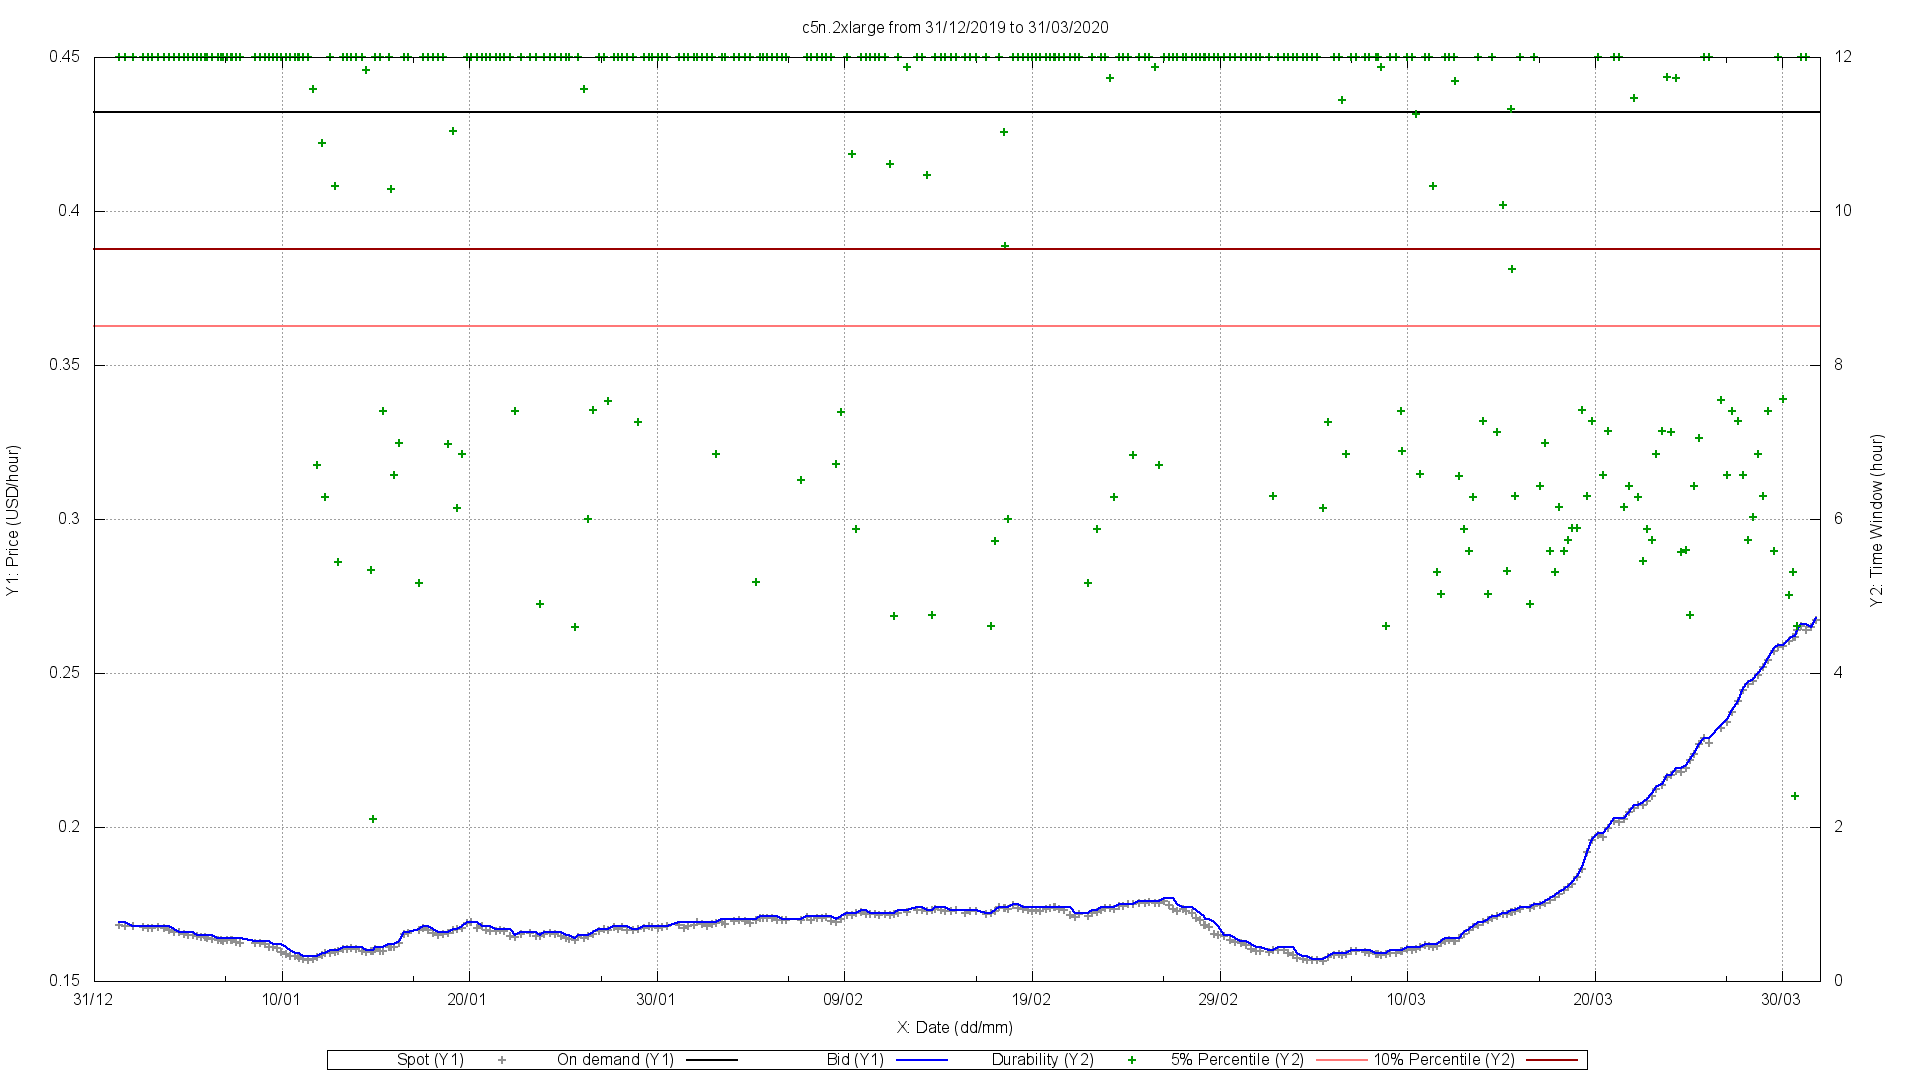 c5n.2xlarge from 31/12/2019 to 31/03/2020
0.45
0.4
0.35
0.3
0.25
0.2
0.15
12
10
8
6
4
2
0
Y1: Price (USD/hour)
Y2: Time Window (hour)
31/12 10/01 20/01 30/01 09/02 19/02 29/02 10/03 20/03 30/03
X: Date (dd/mm)
Spot (Y1) On demand (Y1) Bid (Y1) Durability (Y2) 5% Percentile (Y2) 10% Percentile (Y2)